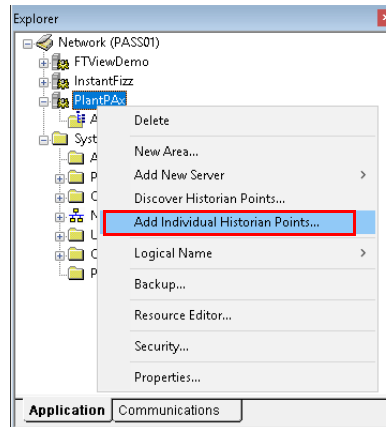 Explorer
Network (PASS01)
FTViewDemo
InstantFizz
PlantPAx
A
Delete
Syst
New Area...
A
Add New Server
P
C
Discover Historian Points...
N
Add Individual Historian Points...
U
C
Logical Name
P
Backup...
Resource Editor...
Security...
Properties...
Application
Communications